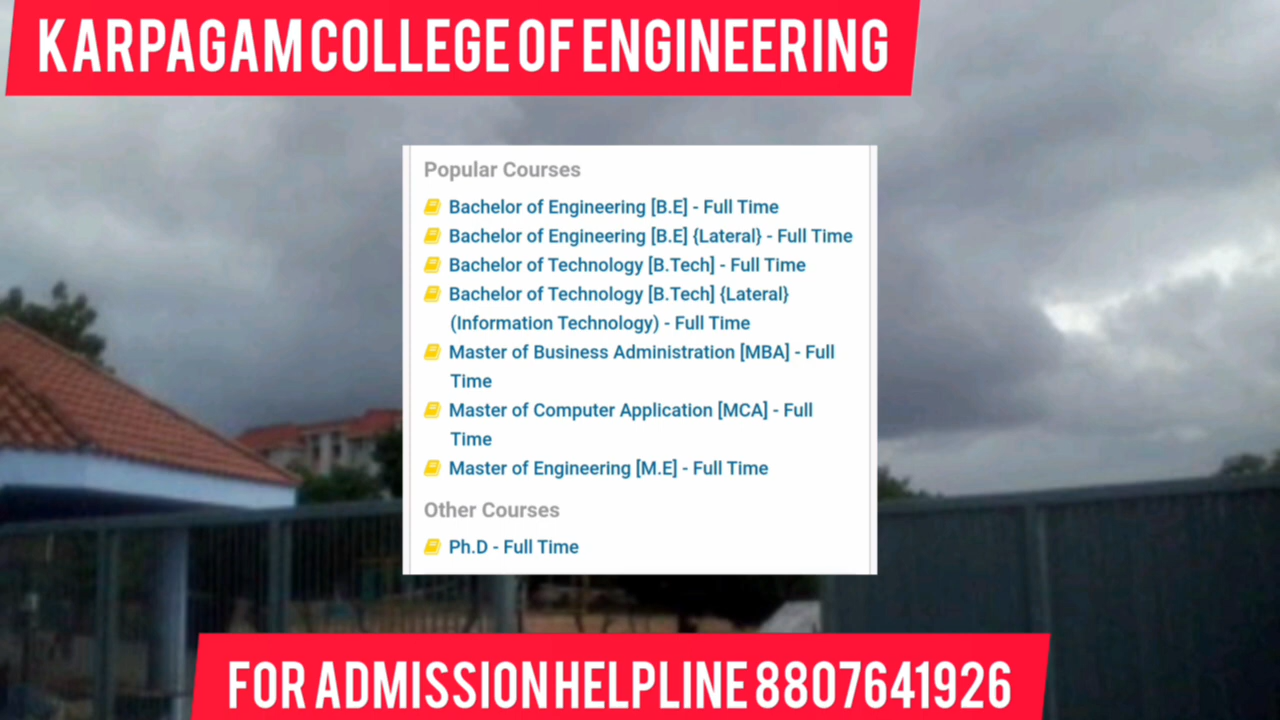 KARPAGAM COLLEGE OF ENGINEERING
Popular Courses
Bachelor of Engineering [B.E] - Full Time
Bachelor of Engineering [B.E] {Lateral} - Full Time
Bachelor of Technology [B.Tech] - Full Time
Bachelor of Technology [B.Tech] {Lateral}
(Information Technology) - Full Time
Master of Business Administration [MBA] - Full
Time
Master of Computer Application [MCA] - Full
Time
Master of Engineering [M.E] - Full Time
Other Courses
Ph.D - Full Time
FOR ADMISSION HELPLINE 8807641926